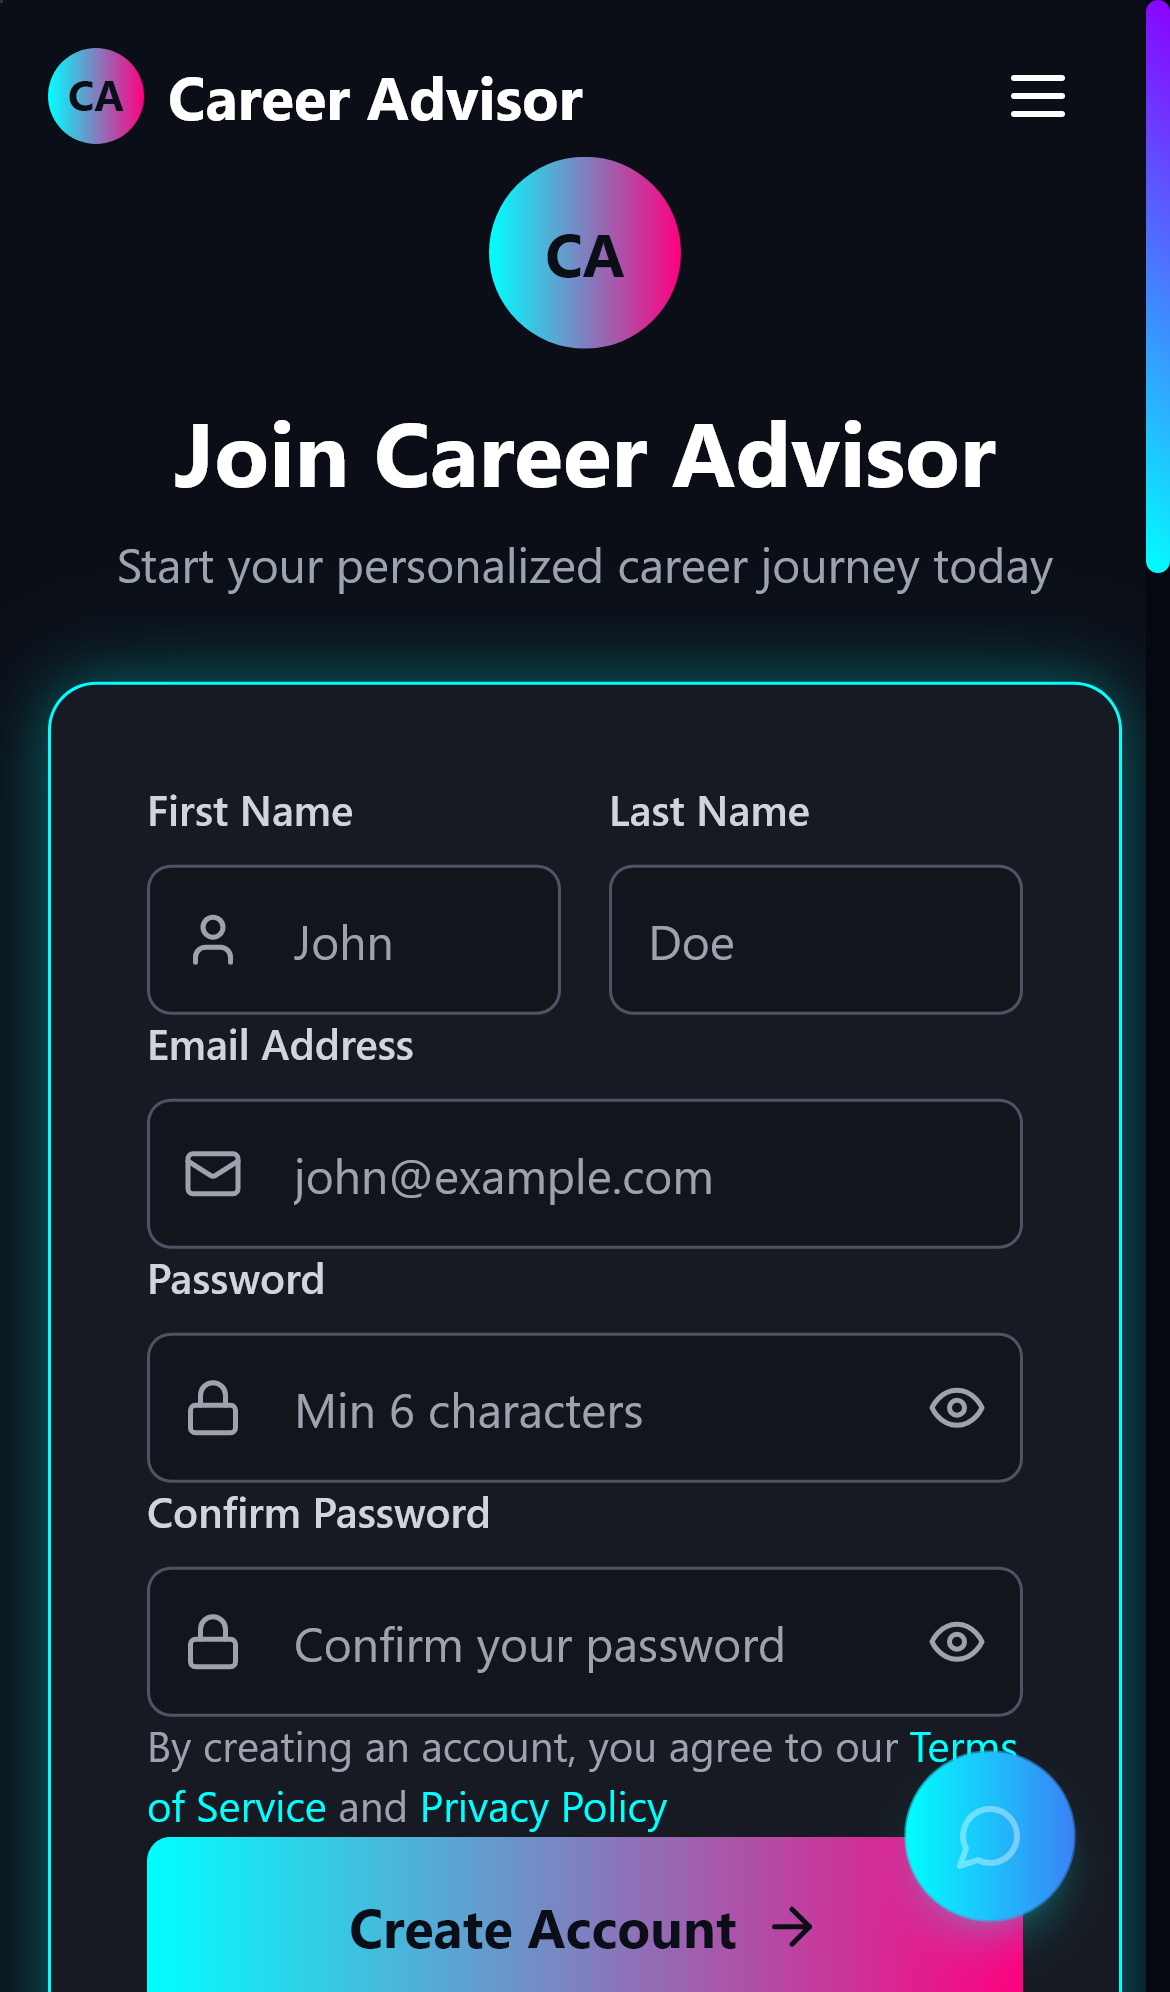 CA Career Advisor
CA
Join Career Advisor
Start your personalized career journey today
First Name Last Name
John Doe
Email Address
john@example.com
Password
Min 6 characters
Confirm Password
Confirm your password
By creating an account, you agree to our Terms
of Service and Privacy Policy
Create Account